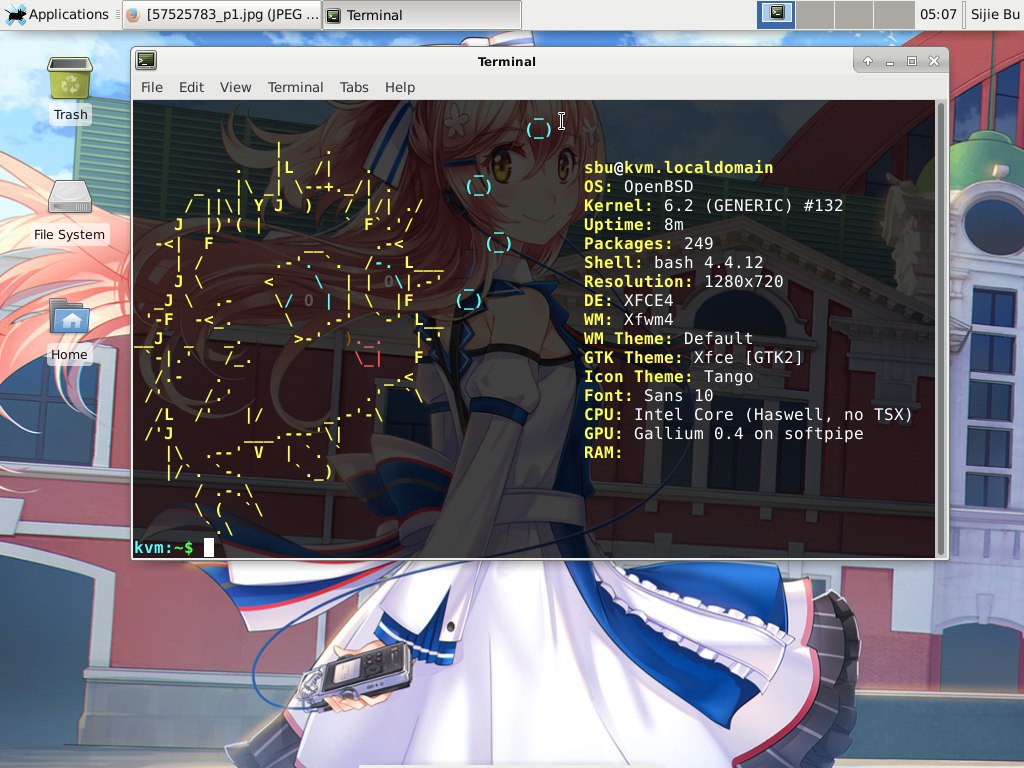 Applications
[57525783_p1.jpg (JPEG ...
Terminal
05:07
Sijie Bu
Trash
File System
Home
Terminal
File Edit View Terminal Tabs Help
sbu@kvm.localdomain
OS: OpenBSD
Kernel: 6.2 (GENERIC) #132
Uptime: 8m
Packages: 249
Shell: bash 4.4.12
Resolution: 1280x720
DE: XFCE4
WM: Xfwm4
WM Theme: Default
GTK Theme: Xfce [GTK2]
Icon Theme: Tango
Font: Sans 10
CPU: Intel Core (Haswell, no TSX)
GPU: Gallium 0.4 on softpipe
RAM:
kvm:~$